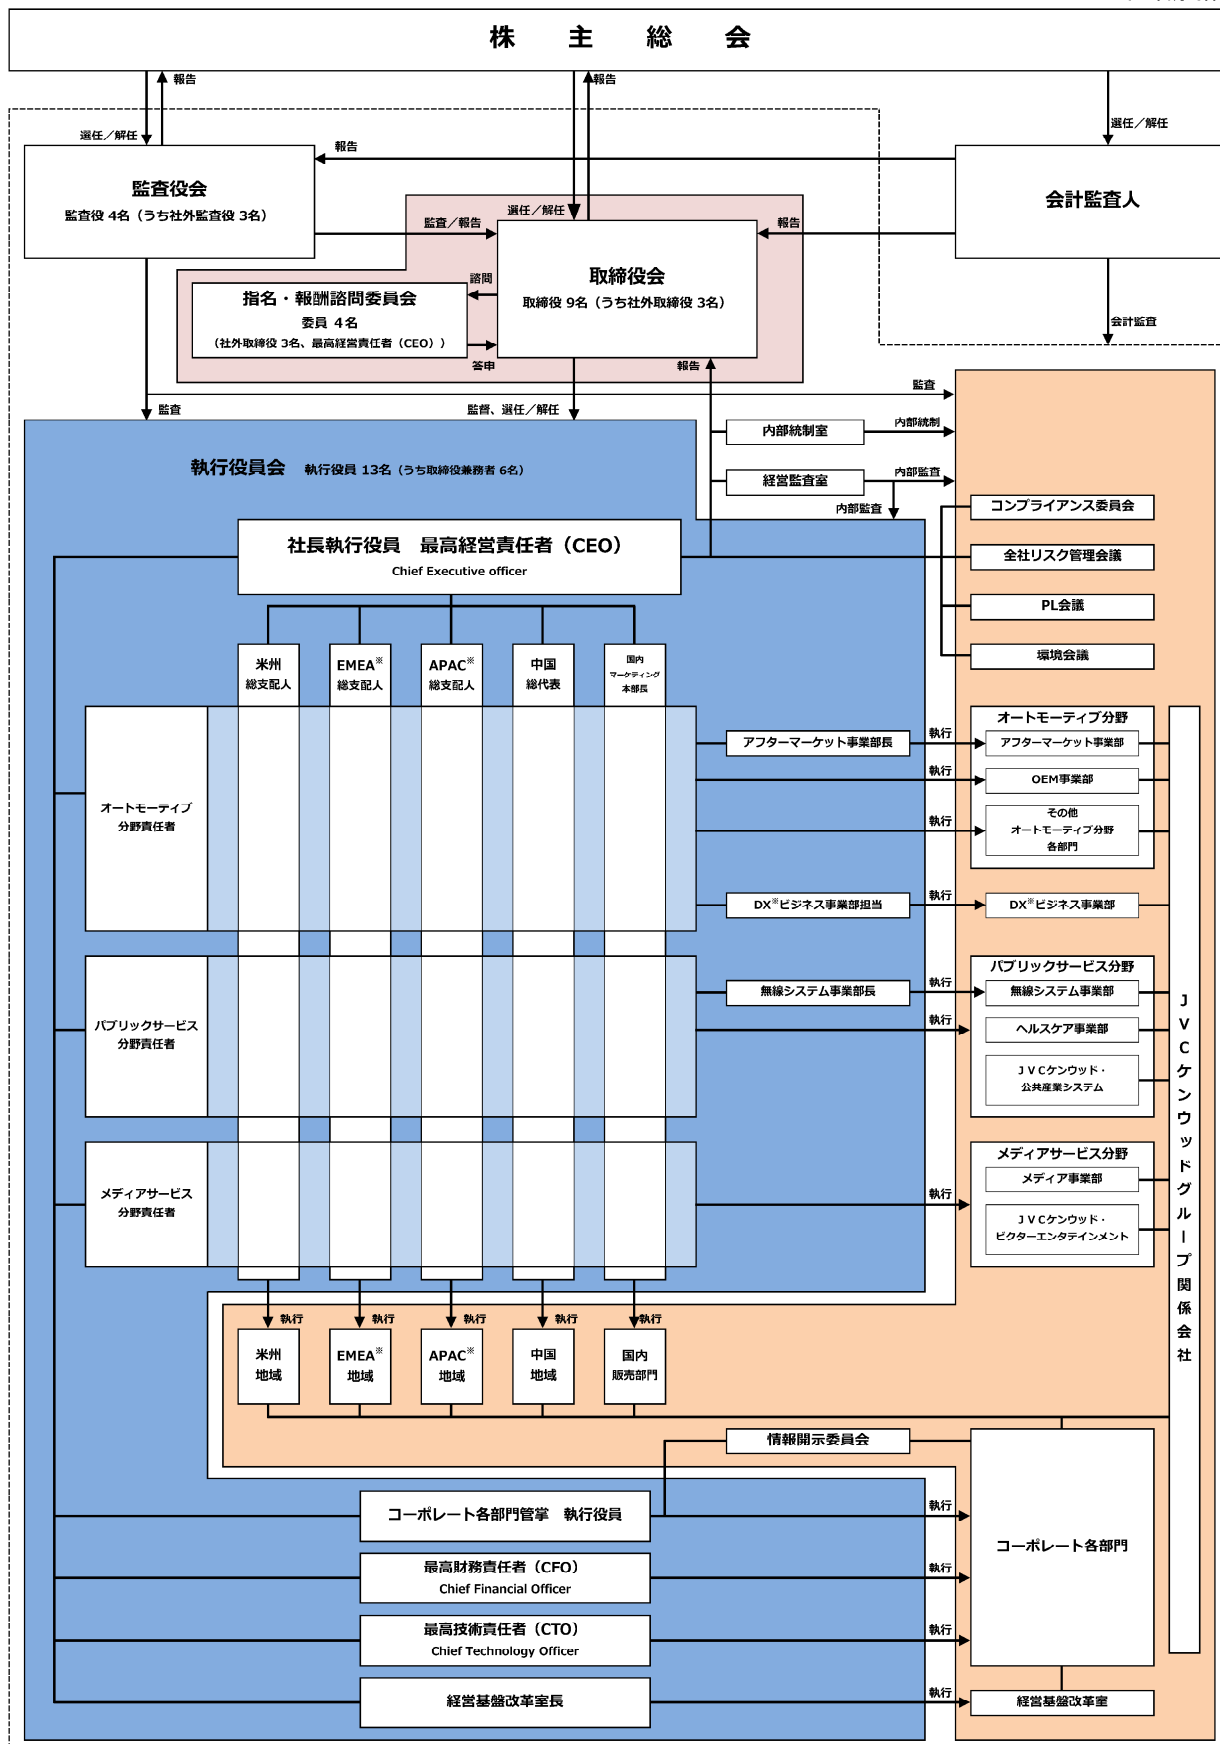 株 主 総 会
報告
報告
選任／解任
選任／解任
報告
監査役会
監査役 4名（うち社外監査役 3名）
会計監査人
選任／解任
監査／報告
報告
取締役会
取締役 9名（うち社外取締役 3名）
諮問
指名・報酬諮問委員会
委員 4名
（社外取締役 3名、最高経営責任者（CEO））
答申
報告
会計監査
監査
監査
監督、選任／解任
内部統制室
内部統制
執行役員会 執行役員 13名（うち取締役兼務者 6名）
経営監査室
内部監査
内部監査
コンプライアンス委員会
社長執行役員 最高経営責任者（CEO）
Chief Executive officer
全社リスク管理会議
PL会議
環境会議
米州
総支配人
EMEA※
総支配人
APAC※
総支配人
中国
総代表
国内
マーケティング
本部長
オートモーティブ
分野責任者
アフターマーケット事業部長
執行
執行
執行
オートモーティブ分野
アフターマーケット事業部
OEM事業部
その他
オートモーティブ分野
各部門
DX※ビジネス事業部担当
執行
DX※ビジネス事業部
パブリックサービス
分野責任者
無線システム事業部長
執行
執行
パブリックサービス分野
無線システム事業部
ヘルスケア事業部
ＪＶＣケンウッド・
公共産業システム
メディアサービス
分野責任者
執行
メディアサービス分野
メディア事業部
ＪＶＣケンウッド・
ビクターエンタテインメント
ＪＶＣケンウッドグループ関係会社
執行
執行
執行
執行
執行
米州
地域
EMEA※
地域
APAC※
地域
中国
地域
国内
販売部門
情報開示委員会
コーポレート各部門管掌 執行役員
執行
コーポレート各部門
最高財務責任者（CFO）
Chief Financial Officer
執行
最高技術責任者（CTO）
Chief Technology Officer
執行
経営基盤改革室長
執行
経営基盤改革室